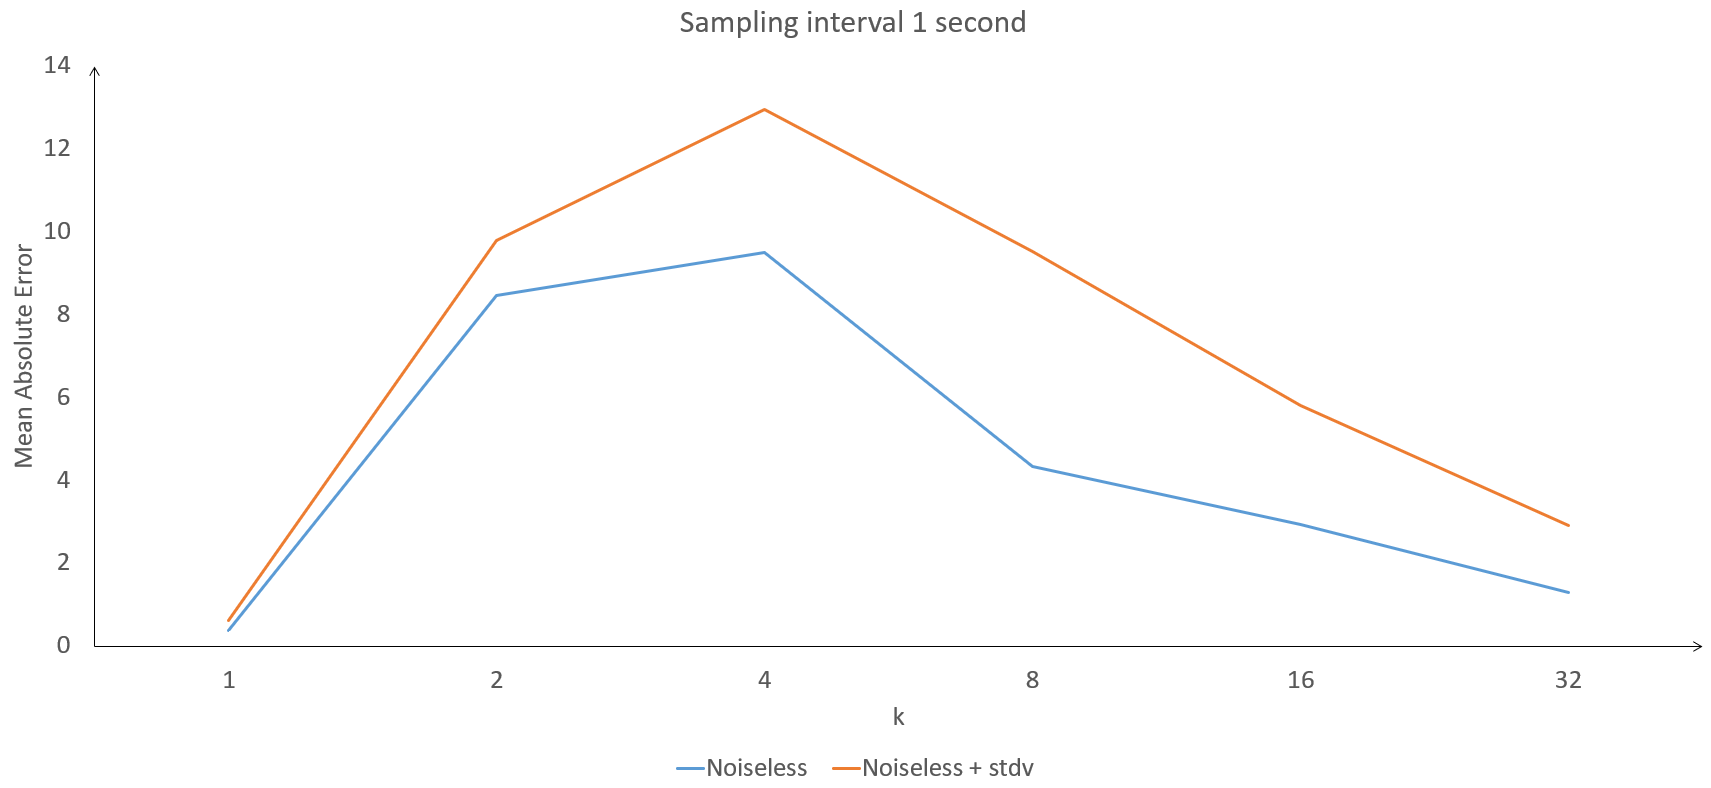 Sampling interval 1 second
14
12
10
8
6
4
2
0
Mean Absolute Error
1 2 4 8 16 32
k
Noiseless Noiseless + stdv